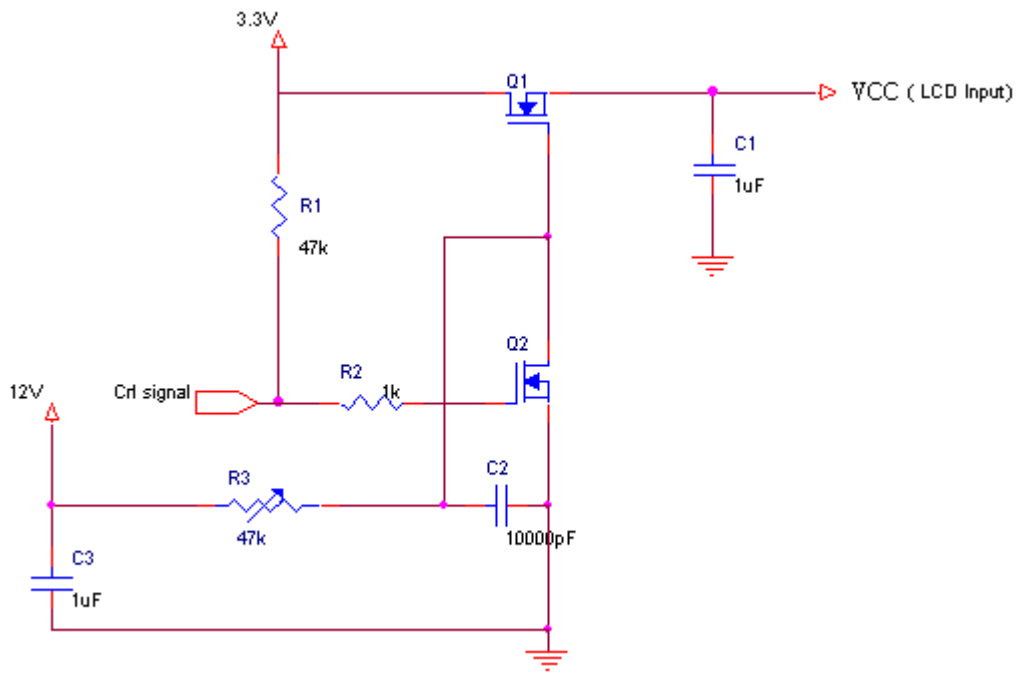 3.3V
Q1
VCC ( LCD Input)
C1
1uF
R1
47k
Q2
R2
1k
Crl signal
12V
R3
47k
C2
10000pF
C3
1uF